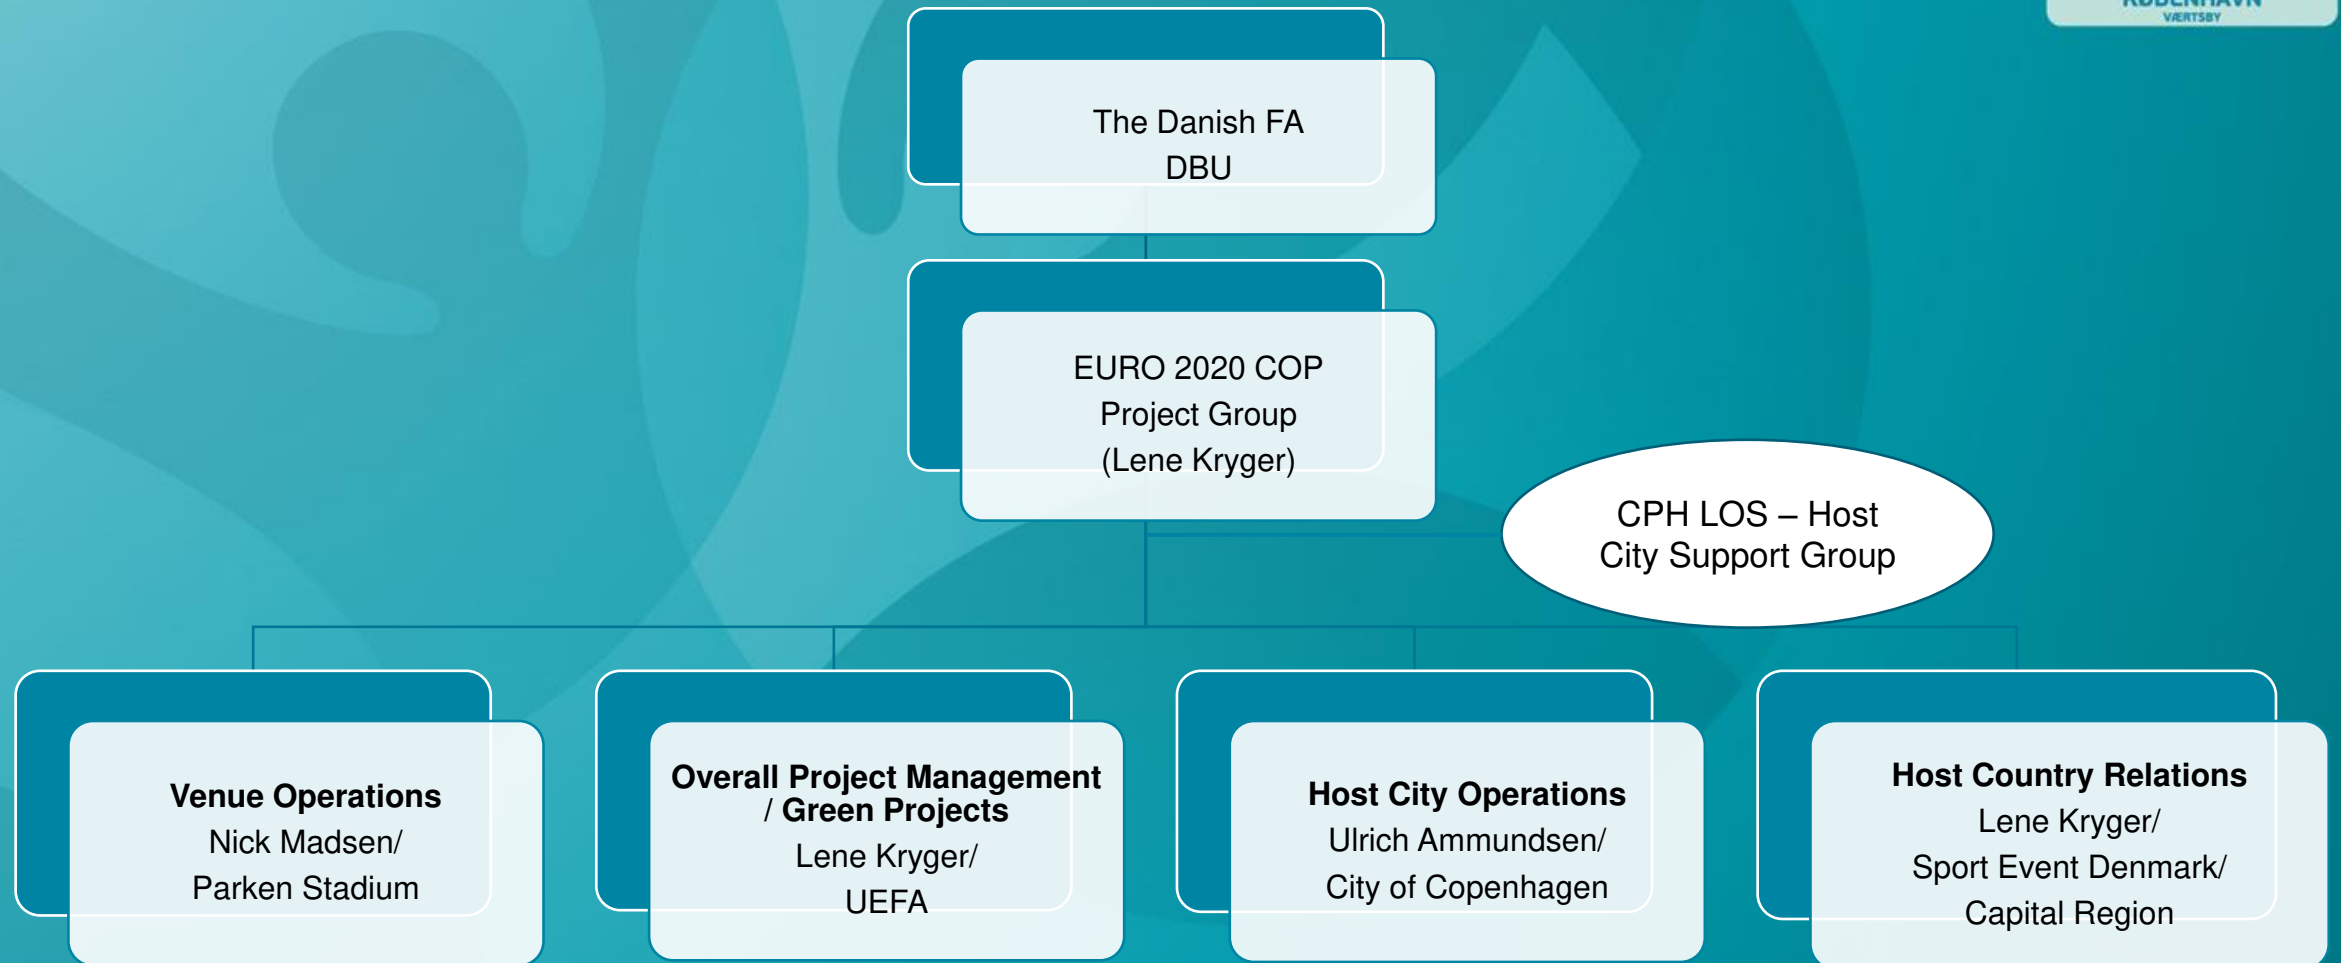 KØBENHAVN
VÆRTSBY
The Danish FA
DBU
EURO 2020 COP
Project Group
(Lene Kryger)
CPH LOS – Host
City Support Group
Venue Operations
Nick Madsen/
Parken Stadium
Overall Project Management
/ Green Projects
Lene Kryger/
UEFA
Host City Operations
Ulrich Ammundsen/
City of Copenhagen
Host Country Relations
Lene Kryger/
Sport Event Denmark/
Capital Region